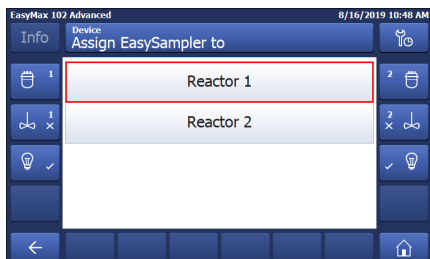 EasyMax 102 Advanced 8/16/2019 10:48 AM
Info
Device
Assign EasySampler to
1
Reactor 1
2
1
Reactor 2
2